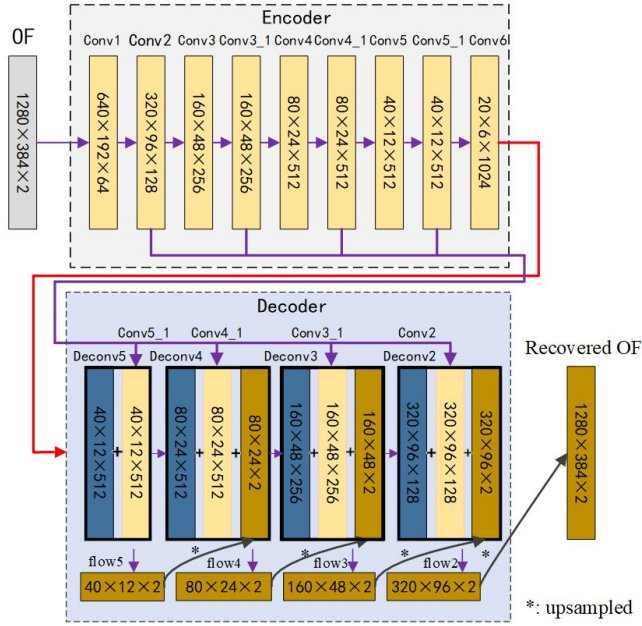 Encoder
OF
Conv1 Conv2 Conv3 Conv3_1 Conv4 Conv4_1 Conv5 Conv5_1 Conv6
1280×384×2
640×192×64
320×96×128
160×48×256
160×48×256
80×24×512
80×24×512
40×12×512
40×12×512
20×6×1024
Decoder
Conv5_1 Conv4_1 Conv3_1 Conv2
Deconv5 Deconv4 Deconv3 Deconv2
Recovered OF
40×12×512
+
40×12×512
80×24×512
+
80×24×512
+
80×24×2
160×48×256
+
160×48×256
+
160×48×2
320×96×128
+
320×96×128
+
320×96×2
1280×384×2
* * * *
flow5 flow4 flow3 flow2
40×12×2 80×24×2 160×48×2 320×96×2
*: upsampled